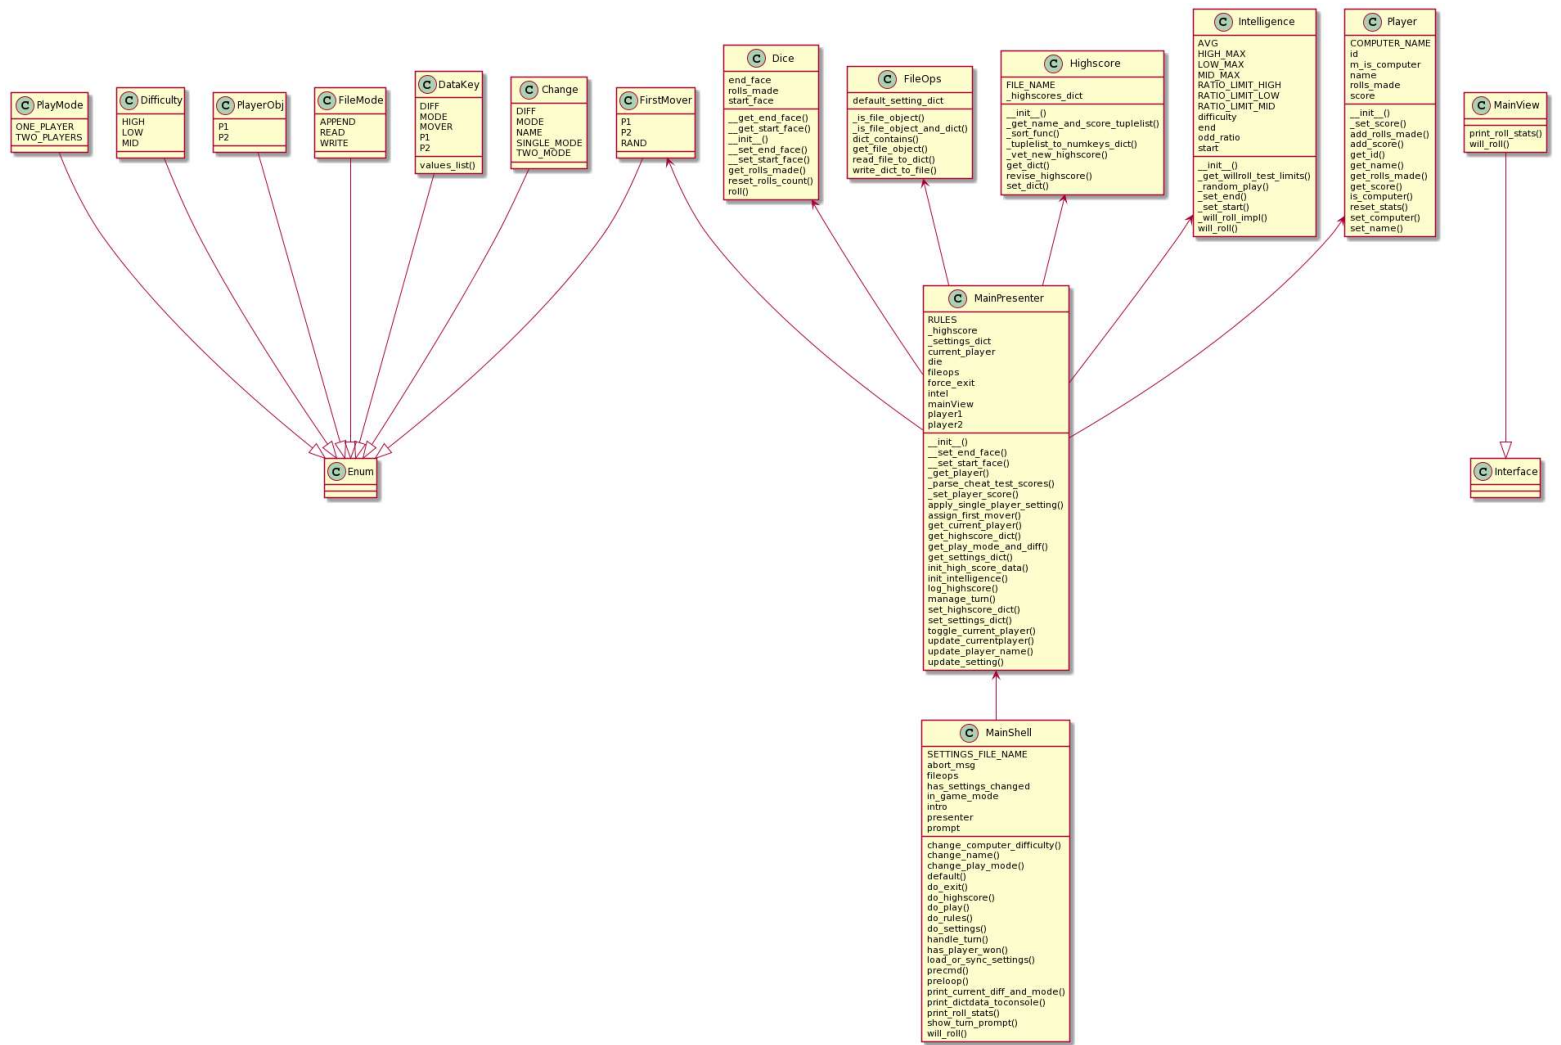 C PlayMode
ONE_PLAYER
TWO_PLAYERS
C Difficulty
HIGH
LOW
MID
C PlayerObj
P1
P2
C FileMode
APPEND
READ
WRITE
C DataKey
DIFF
MODE
MOVER
P1
P2
values_list()
C Change
DIFF
MODE
NAME
SINGLE_MODE
TWO_MODE
C FirstMover
P1
P2
RAND
C Dice
end_face
rolls_made
start_face
__get_end_face()
__get_start_face()
__init__()
__set_end_face()
__set_start_face()
get_rolls_made()
reset_rolls_count()
roll()
C FileOps
default_setting_dict
_is_file_object()
_is_file_object_and_dict()
dict_contains()
get_file_object()
read_file_to_dict()
write_dict_to_file()
C Highscore
FILE_NAME
_highscores_dict
__init__()
_get_name_and_score_tuplelist()
_sort_func()
_tuplelist_to_numkeys_dict()
_vet_new_highscore()
get_dict()
revise_highscore()
set_dict()
C Intelligence
AVG
HIGH_MAX
LOW_MAX
MID_MAX
RATIO_LIMIT_HIGH
RATIO_LIMIT_LOW
RATIO_LIMIT_MID
difficulty
end
odd_ratio
start
__init__()
_get_willroll_test_limits()
_random_play()
_set_end()
_set_start()
_will_roll_impl()
will_roll()
C Player
COMPUTER_NAME
id
m_is_computer
name
rolls_made
score
__init__()
_set_score()
add_rolls_made()
add_score()
get_id()
get_name()
get_rolls_made()
get_score()
is_computer()
reset_stats()
set_computer()
set_name()
C MainView
print_roll_stats()
will_roll()
C MainPresenter
RULES
_highscore
_settings_dict
current_player
die
fileops
force_exit
intel
mainView
player1
player2
__init__()
__set_end_face()
__set_start_face()
_get_player()
_parse_cheat_test_scores()
_set_player_score()
apply_single_player_setting()
assign_first_mover()
get_current_player()
get_highscore_dict()
get_play_mode_and_diff()
get_settings_dict()
init_high_score_data()
init_intelligence()
log_highscore()
manage_turn()
set_highscore_dict()
set_settings_dict()
toggle_current_player()
update_currentplayer()
update_player_name()
update_setting()
C Enum
C Interface
C MainShell
SETTINGS_FILE_NAME
abort_msg
fileops
has_settings_changed
in_game_mode
intro
presenter
prompt
change_computer_difficulty()
change_name()
change_play_mode()
default()
do_exit()
do_highscore()
do_play()
do_rules()
do_settings()
handle_turn()
has_player_won()
load_or_sync_settings()
precmd()
preloop()
print_current_diff_and_mode()
print_dictdata_toconsole()
print_roll_stats()
show_turn_prompt()
will_roll()